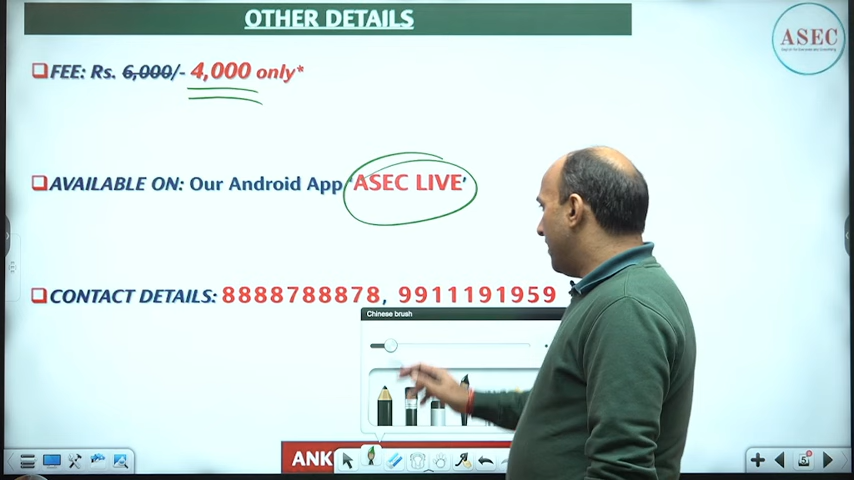 OTHER DETAILS
ASEC
FEE: Rs. 6,000/- 4,000 only*
AVAILABLE ON: Our Android App 'ASEC LIVE'
CONTACT DETAILS: 8888788878, 9911191959
Chinese brush
ANK
5